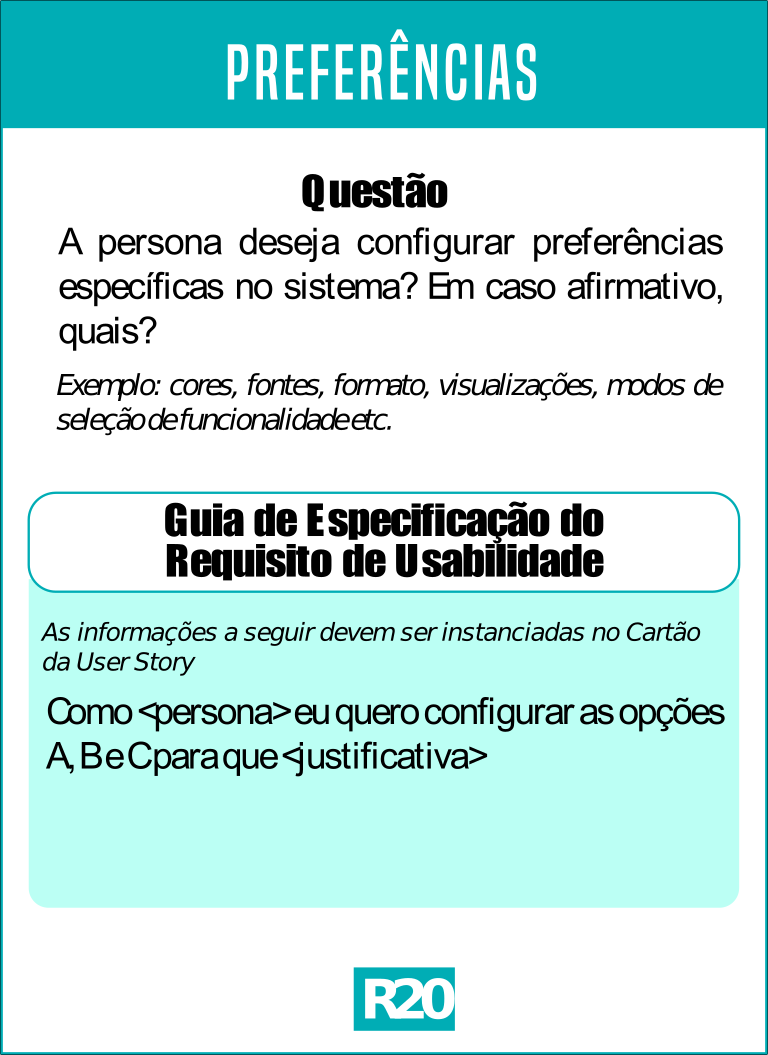 PREFERÊNCIAS
Questão
A persona deseja configurar preferências
específicas no sistema? Em caso afirmativo,
quais?
Exemplo: cores, fontes, formato, visualizações, modos de
seleção de funcionalidade etc.
Guia de Especificação do
Requisito de Usabilidade
As informações a seguir devem ser instanciadas no Cartão
da User Story
Como <persona> eu quero configurar as opções
A, B e C para que <justificativa>
R20